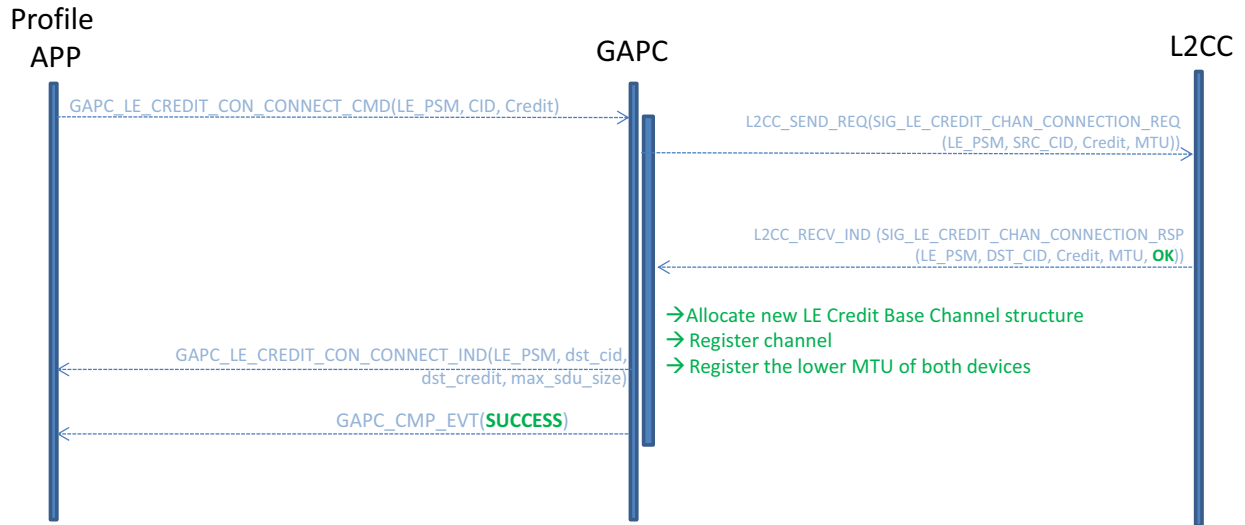 Profile
APP
GAPC
L2CC
GAPC_LE_CREDIT_CON_CONNECT_CMD(LE_PSM, CID, Credit)
L2CC_SEND_REQ(SIG_LE_CREDIT_CHAN_CONNECTION_REQ
(LE_PSM, SRC_CID, Credit, MTU))
L2CC_RECV_IND (SIG_LE_CREDIT_CHAN_CONNECTION_RSP
(LE_PSM, DST_CID, Credit, MTU, OK))
→Allocate new LE Credit Base Channel structure
→ Register channel
→ Register the lower MTU of both devices
GAPC_LE_CREDIT_CON_CONNECT_IND(LE_PSM, dst_cid,
dst_credit, max_sdu_size)
GAPC_CMP_EVT(SUCCESS)